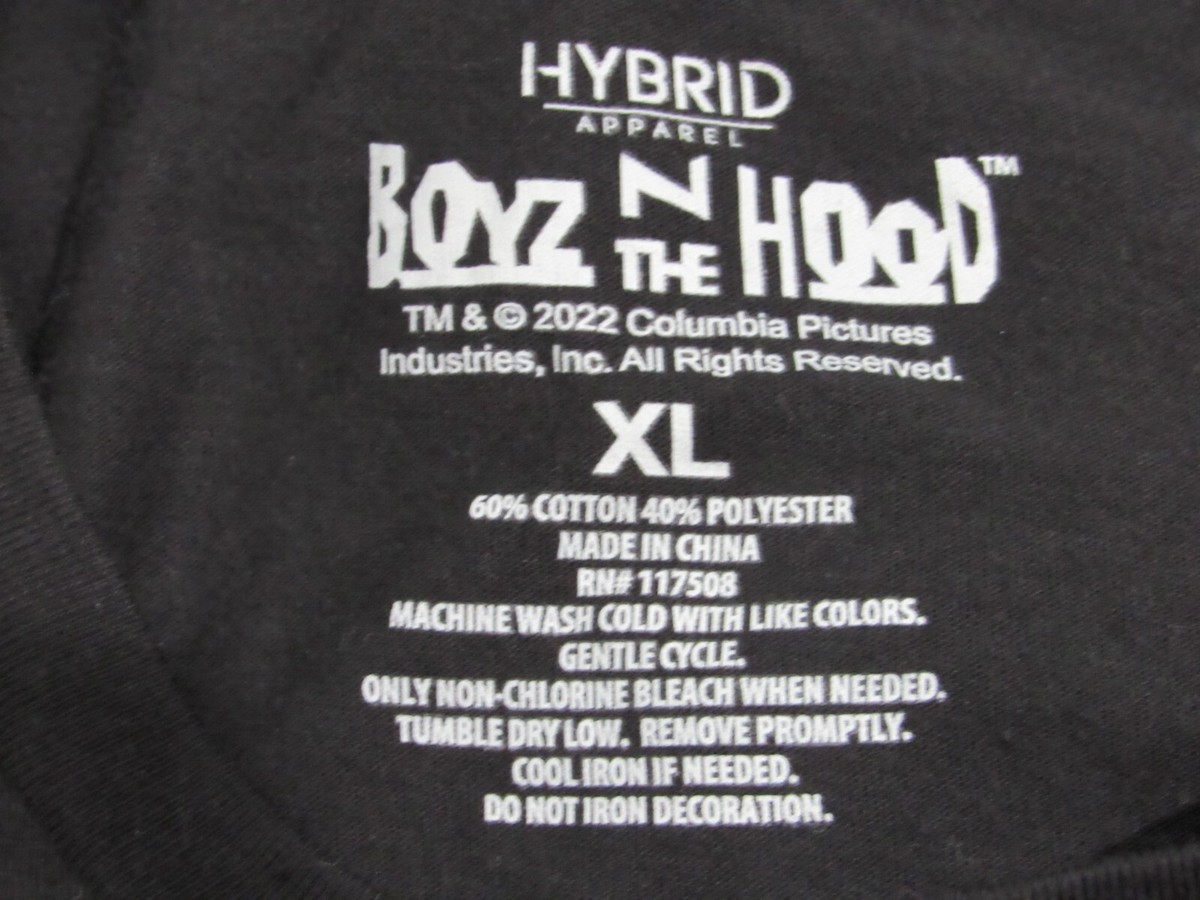 HYBRID
APPAREL
BOYZ N THE HOOD™
TM & © 2022 Columbia Pictures
Industries, Inc. All Rights Reserved.
XL
60% COTTON 40% POLYESTER
MADE IN CHINA
RN# 117508
MACHINE WASH COLD WITH LIKE COLORS.
GENTLE CYCLE.
ONLY NON-CHLORINE BLEACH WHEN NEEDED.
TUMBLE DRY LOW. REMOVE PROMPTLY.
COOL IRON IF NEEDED.
DO NOT IRON DECORATION.